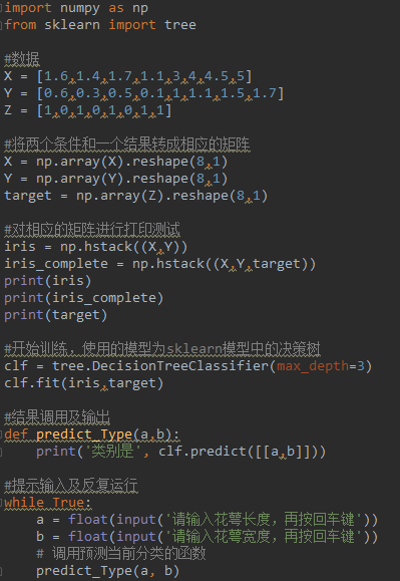 import numpy as np
from sklearn import tree
#数据
X = [1.6,1.4,1.7,1.1,3,4,4.5,5]
Y = [0.6,0.3,0.5,0.1,1,1.1,1.5,1.7]
Z = [1,0,1,0,1,0,1,1]
#将两个条件和一个结果转成相应的矩阵
X = np.array(X).reshape(8,1)
Y = np.array(Y).reshape(8,1)
target = np.array(Z).reshape(8,1)
#对相应的矩阵进行打印测试
iris = np.hstack((X,Y))
iris_complete = np.hstack((X,Y,target))
print(iris)
print(iris_complete)
print(target)
#开始训练，使用的模型为sklearn模型中的决策树
clf = tree.DecisionTreeClassifier(max_depth=3)
clf.fit(iris,target)
#结果调用及输出
def predict_Type(a,b):
    print('类别是', clf.predict([[a,b]]))
#提示输入及反复运行
while True:
    a = float(input('请输入花萼长度，再按回车键'))
    b = float(input('请输入花萼宽度，再按回车键'))
    # 调用预测当前分类的函数
    predict_Type(a, b)